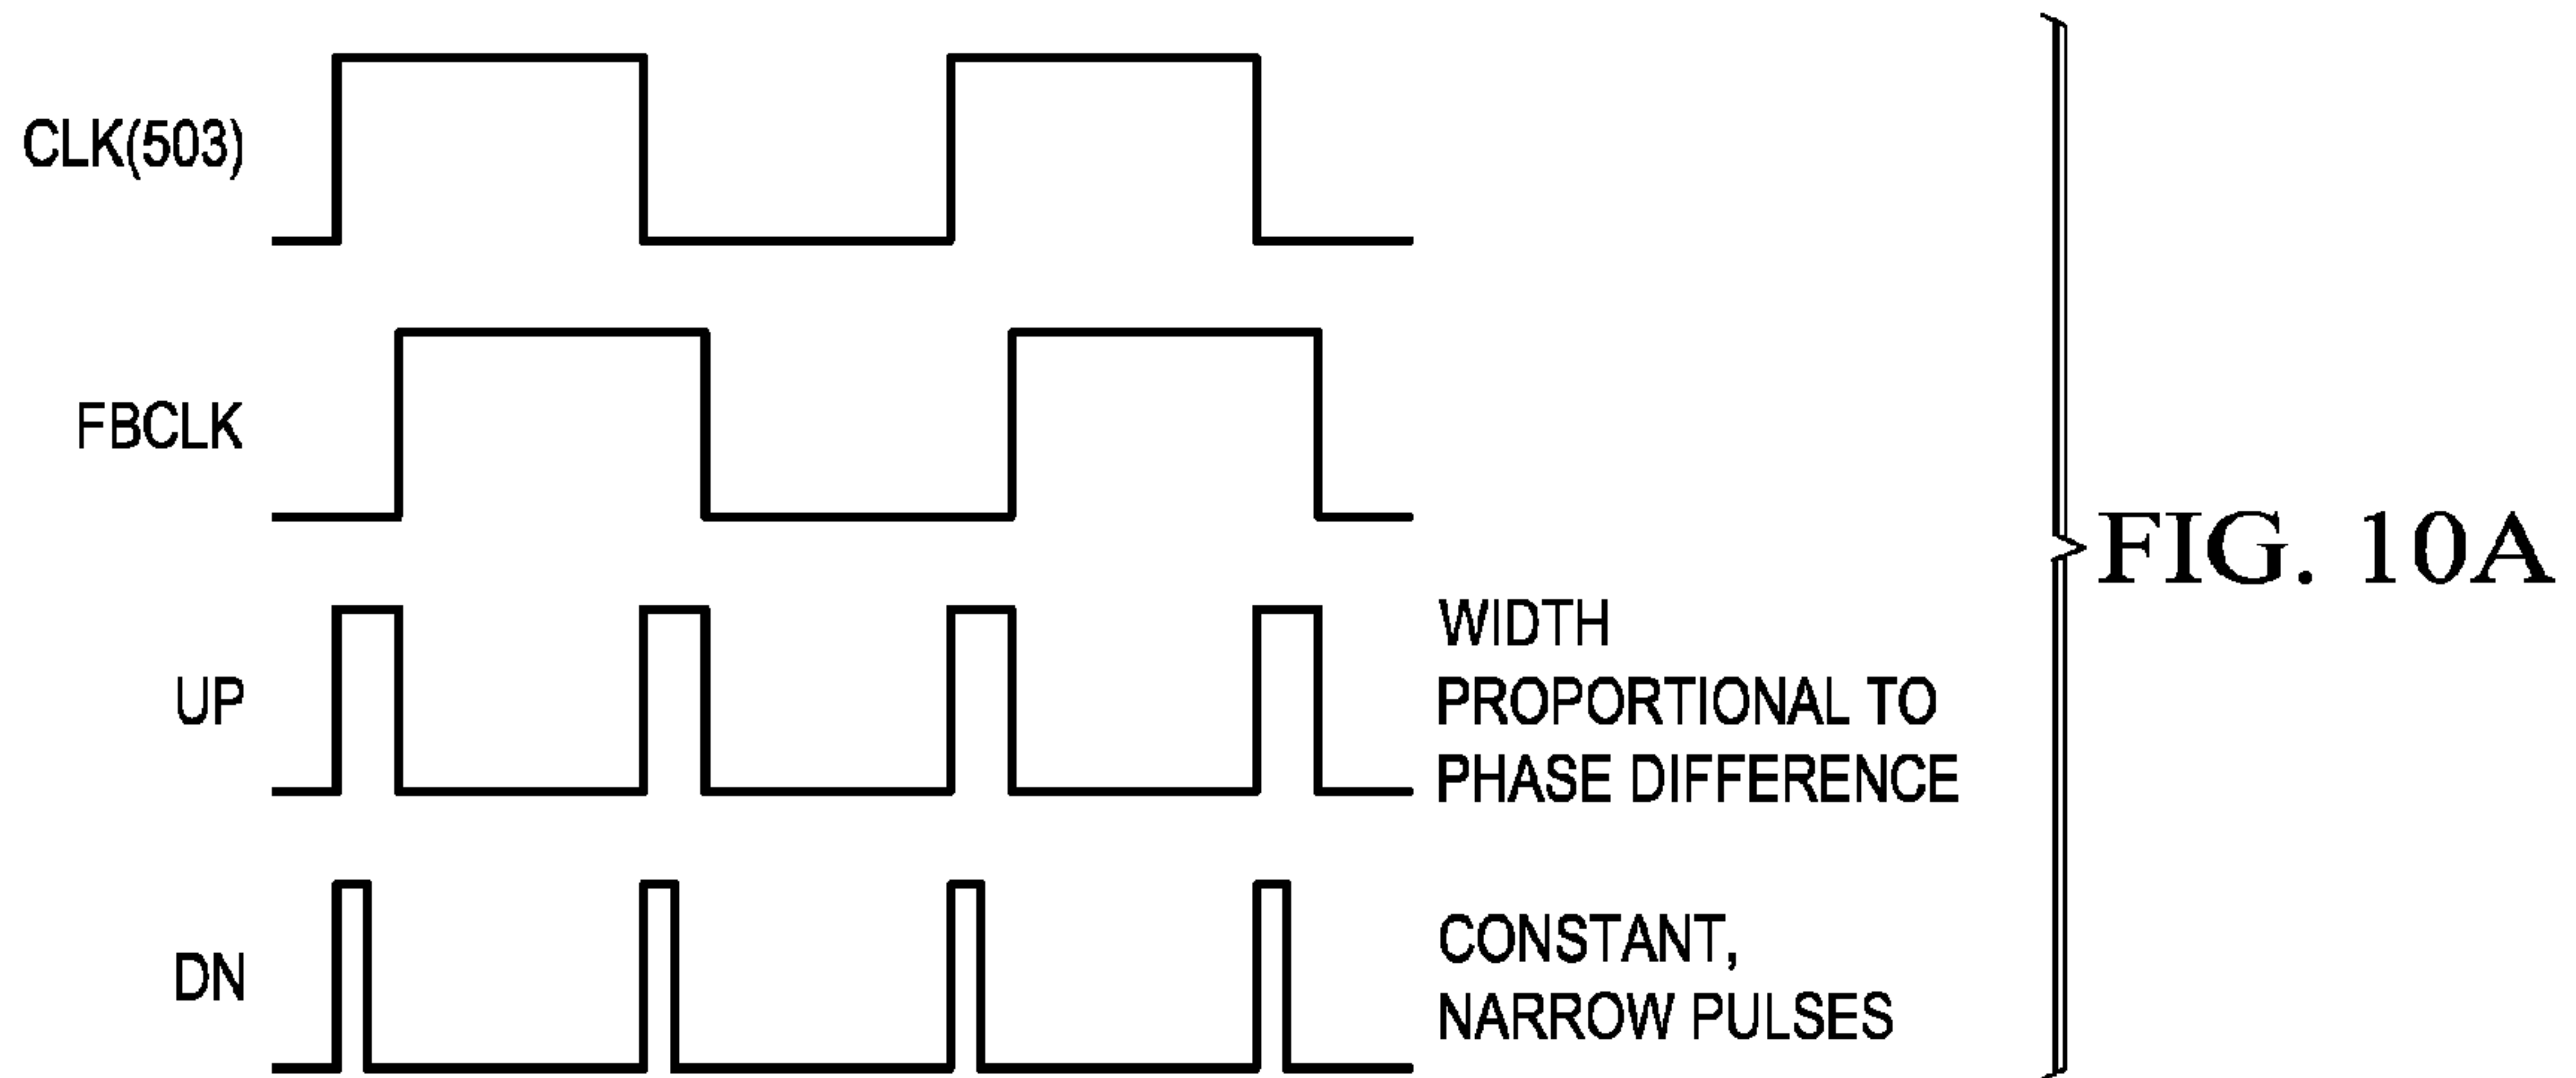 CLK(503)
FBCLK
UP
WIDTH
PROPORTIONAL TO
PHASE DIFFERENCE
DN
CONSTANT,
NARROW PULSES
FIG. 10A